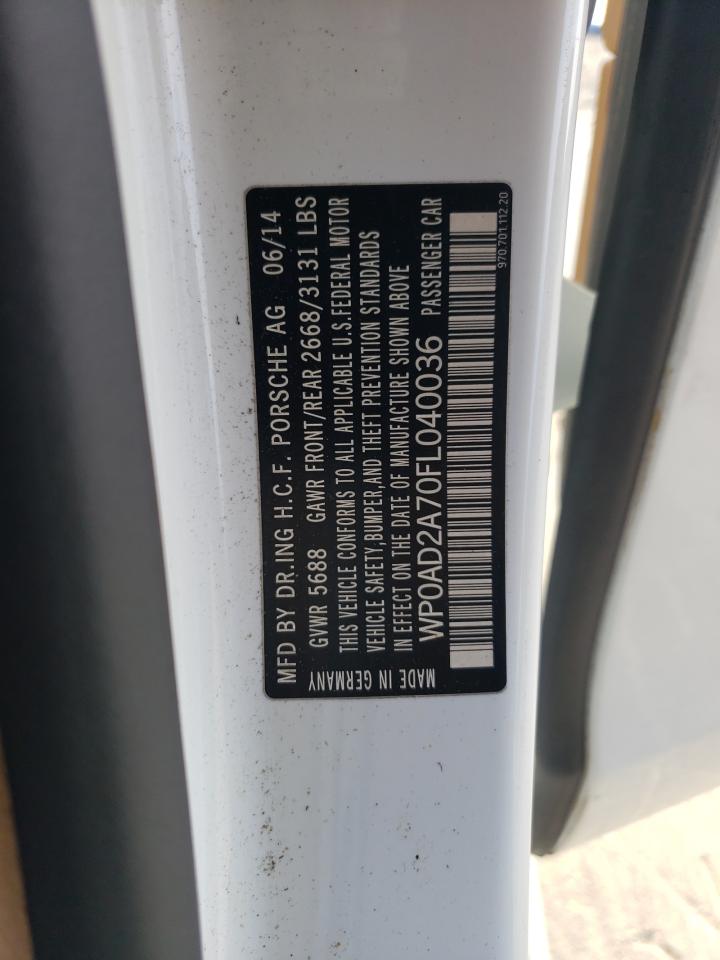 MFD BY DR.ING H.C.F. PORSCHE AG 06/14
GVWR 5688 GAWR FRONT/REAR 2668/3131 LBS
THIS VEHICLE CONFORMS TO ALL APPLICABLE U.S.FEDERAL MOTOR
VEHICLE SAFETY,BUMPER,AND THEFT PREVENTION STANDARDS
IN EFFECT ON THE DATE OF MANUFACTURE SHOWN ABOVE
WP0AD2A70FL040036 PASSENGER CAR
MADE IN GERMANY
970.701.112.20